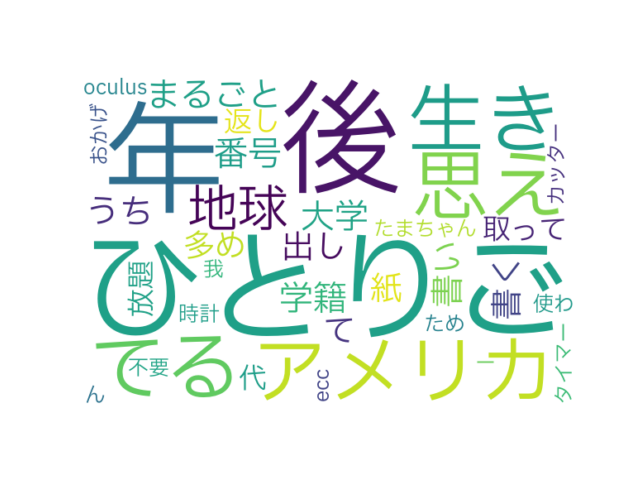 oculus
まるごと
年
後
生き
おかげ
返し
番号
思え
カッター
うち
地球
大学
たまちゃん
取って
多め
出し
ひとりご
放題
我
学籍
紙
書い
書く
時計
て
ため
使わ
てる
不要
代
ecc
アメリカ
ー
タイマー
ん